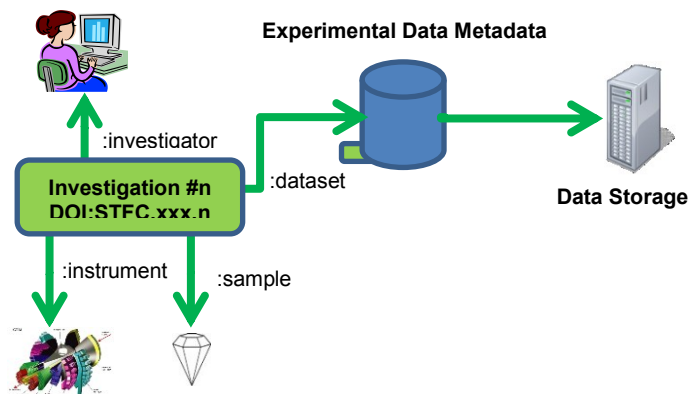 Experimental Data Metadata
:investigator
Investigation #n
DOI:STFC.xxx.n
:dataset
Data Storage
:instrument
:sample